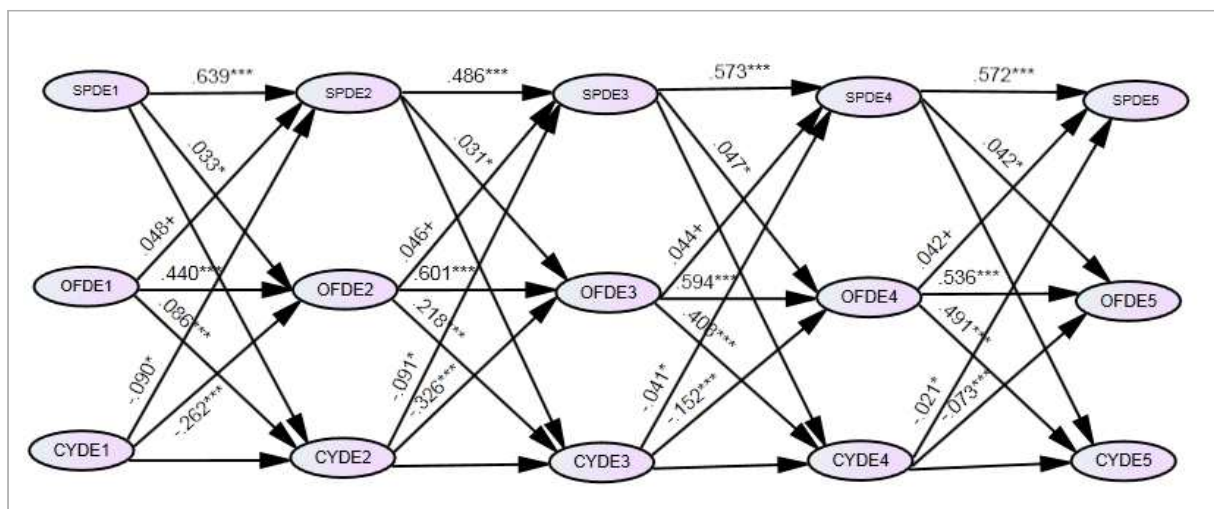 .639***
.486***
.573***
.572***
SPDE1
SPDE2
SPDE3
SPDE4
SPDE5
.033*
.031*
.047*
.042*
.048+
.046+
.044+
.042+
.440***
.601***
.594***
.536***
OFDE1
OFDE2
OFDE3
OFDE4
OFDE5
.086***
.218***
.408***
.491***
-.090*
-.091*
-.041*
-.021*
-.262***
-.326***
-.152***
-.073***
CYDE1
CYDE2
CYDE3
CYDE4
CYDE5